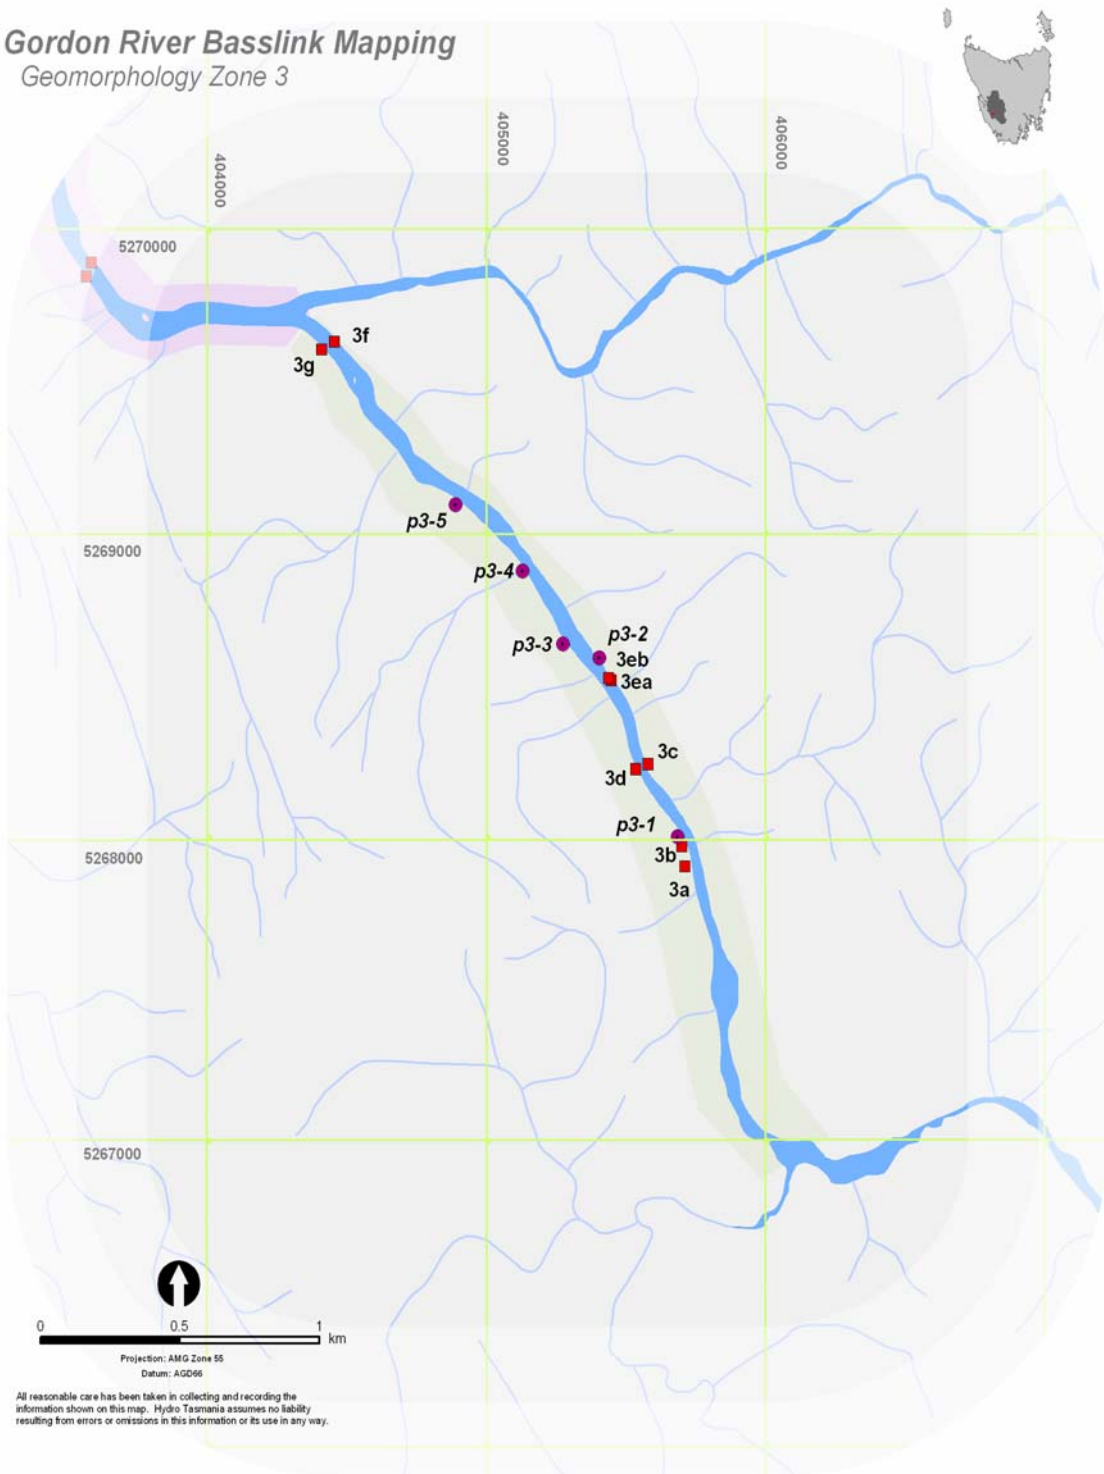 Gordon River Basslink Mapping
Geomorphology Zone 3
404000
405000
406000
5270000
3f
3g
p3-5
5269000
p3-4
p3-3
p3-2
3eb
3ea
3c
3d
p3-1
3b
5268000
3a
5267000
0 0.5 1
km
Projection: AMG Zone 55
Datum: AGD66
All reasonable care has been taken in collecting and recording the
information shown on this map. Hydro Tasmania assumes no liability
resulting from errors or omissions in this information or its use in any way.